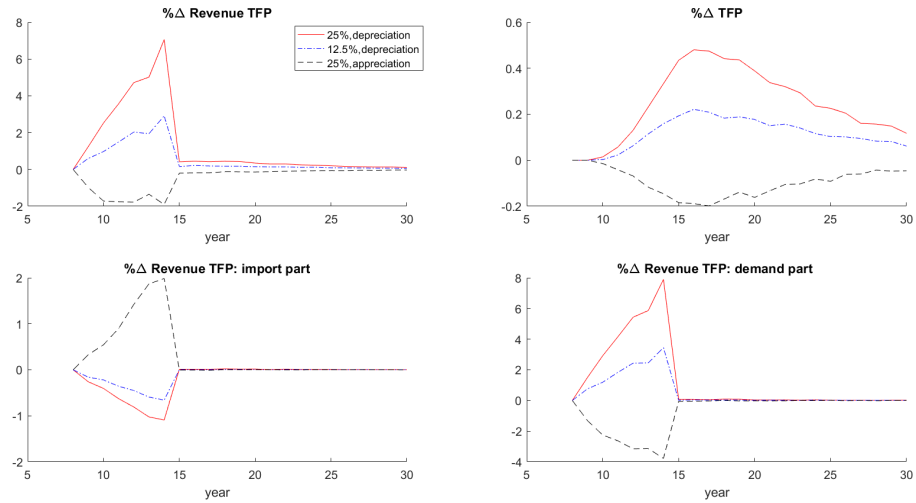 %Δ Revenue TFP
8
6
4
2
0
-2
5 10 15 20 25 30
year
25%,depreciation
12.5%,depreciation
25%,appreciation
%Δ TFP
0.6
0.4
0.2
0
-0.2
5 10 15 20 25 30
year
%Δ Revenue TFP: import part
2
1
0
-1
-2
5 10 15 20 25 30
year
%Δ Revenue TFP: demand part
8
6
4
2
0
-2
-4
5 10 15 20 25 30
year